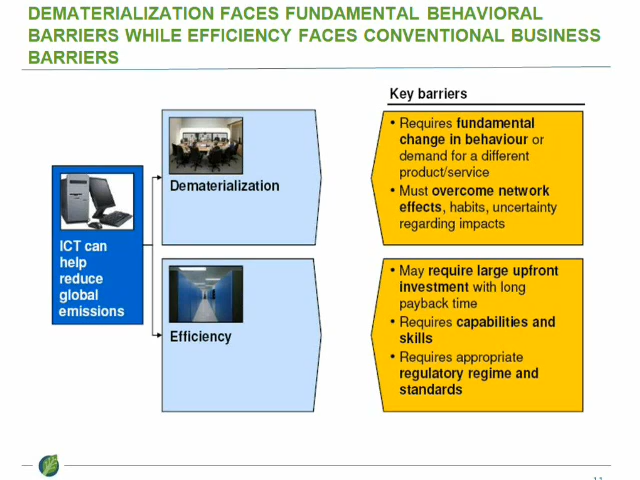 DEMATERIALIZATION FACES FUNDAMENTAL BEHAVIORAL
BARRIERS WHILE EFFICIENCY FACES CONVENTIONAL BUSINESS
BARRIERS
Key barriers
ICT can
help
reduce
global
emissions
Dematerialization
• Requires fundamental
change in behaviour or
demand for a different
product/service
• Must overcome network
effects, habits, uncertainty
regarding impacts
Efficiency
• May require large upfront
investment with long
payback time
• Requires capabilities and
skills
• Requires appropriate
regulatory regime and
standards